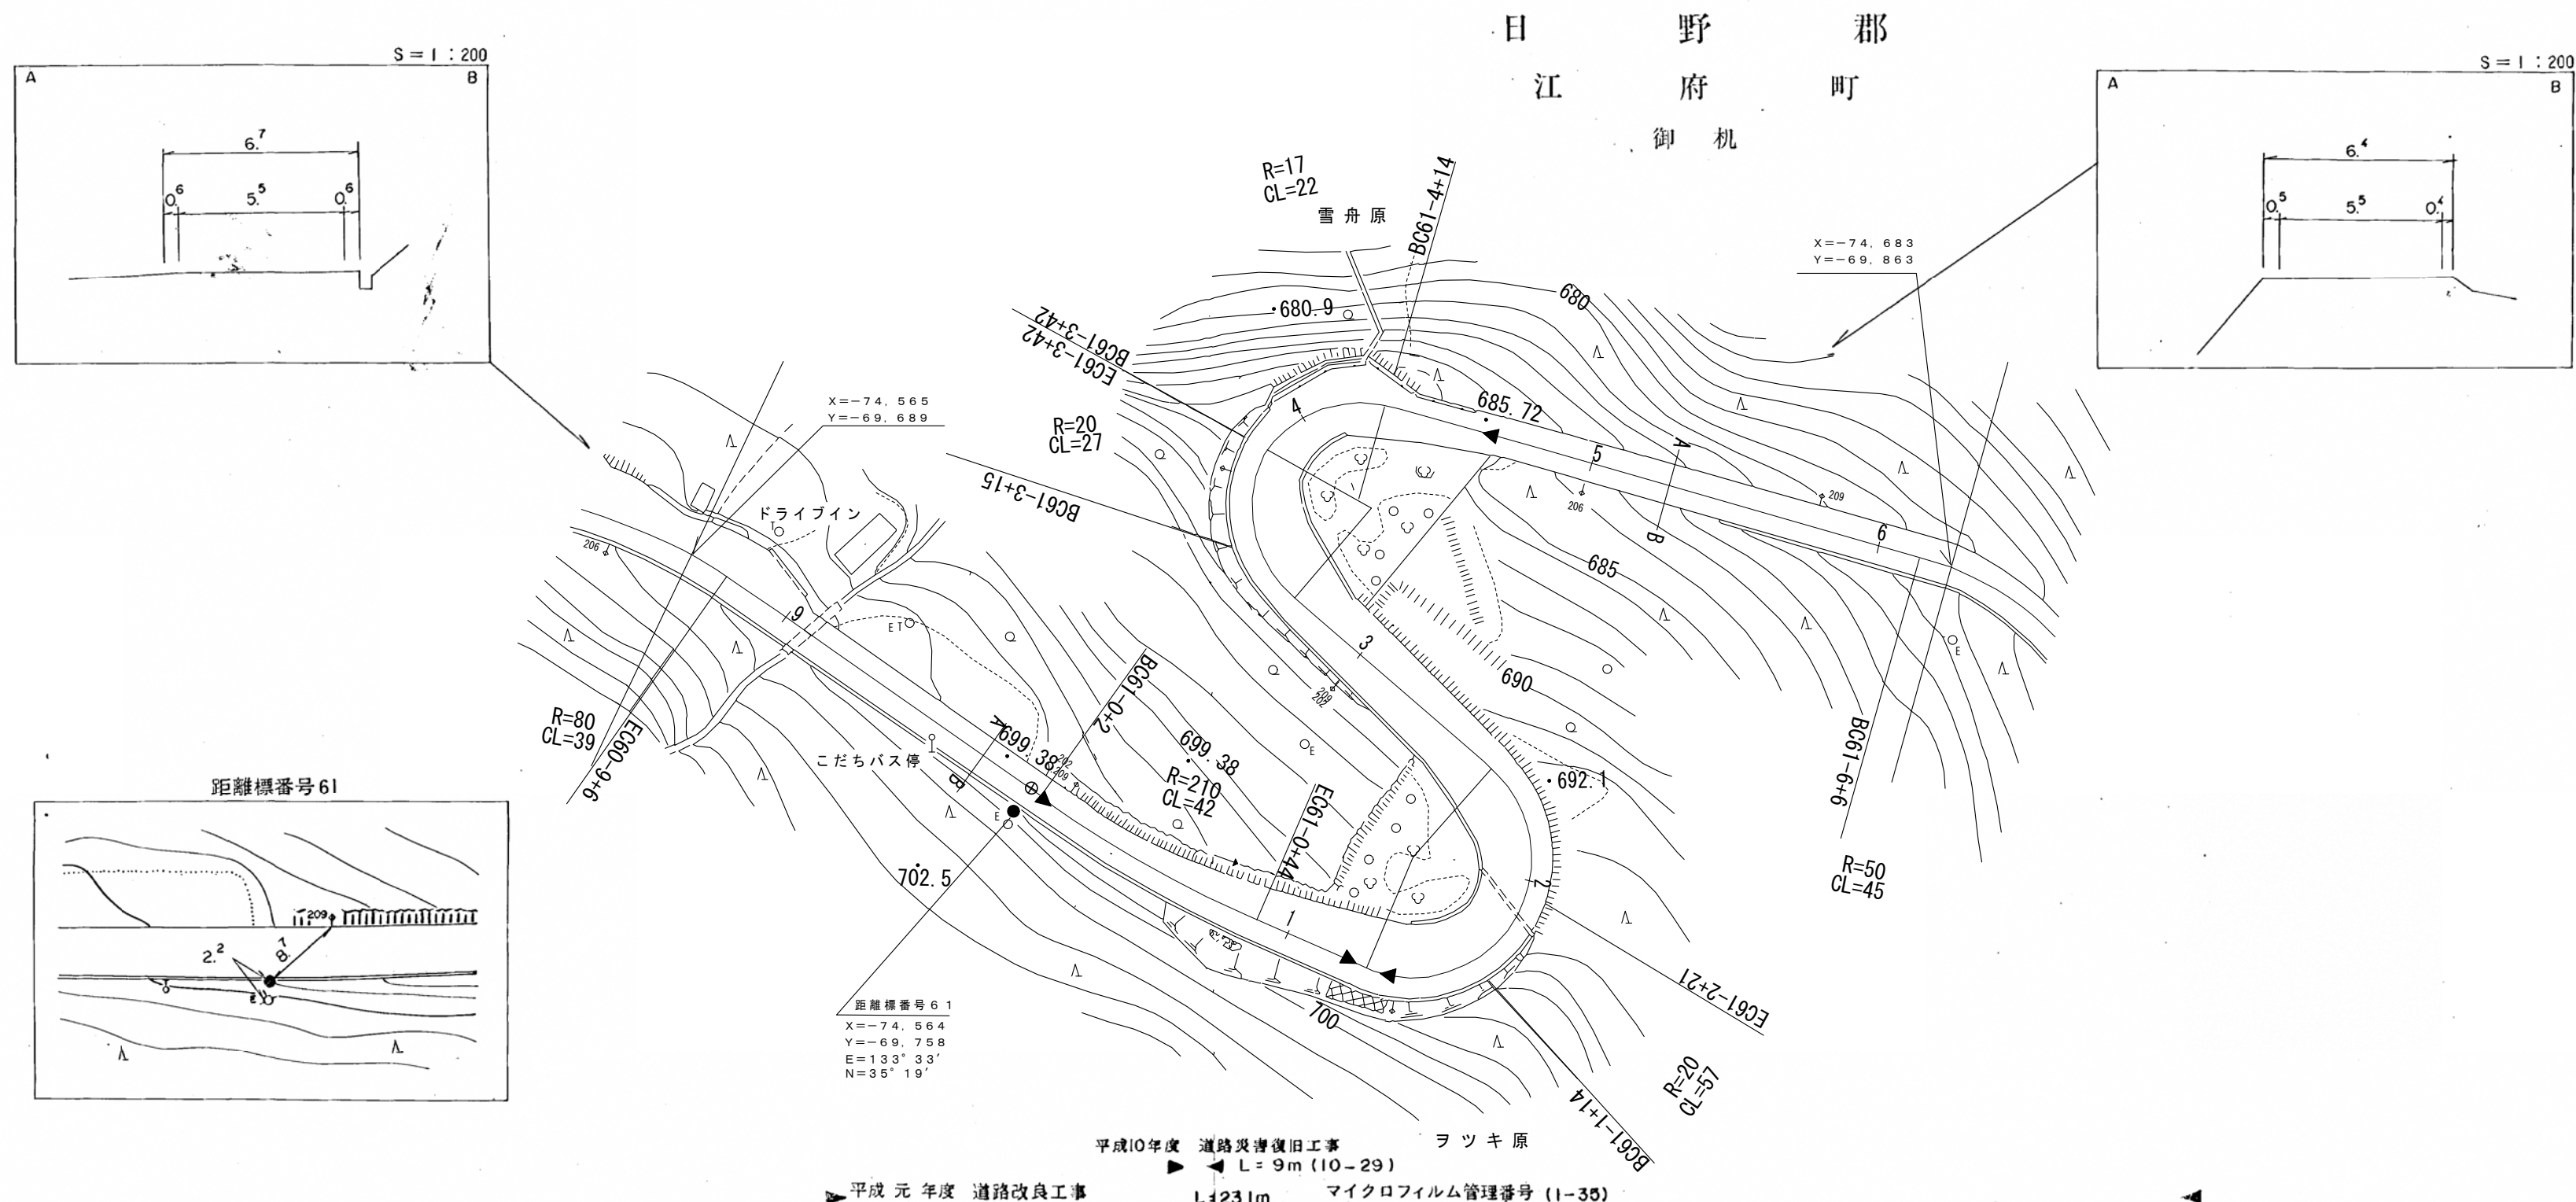 日野郡
江府町
御机
S=1:200
A B
6.7
0.6 5.5 0.6
S=1:200
A B
6.4
0.5 5.5 0.4
R=17
CL=22
雪舟原
BC61-4+14
X=-74,683
Y=-69,863
680
680.9
BC61-3+42
EC61-3+42
X=-74,565
Y=-69,689
R=20
CL=27
685.72
4
5
A
BC61-3+15
209
206
ドライブイン
T
6
B
206
685
9
ET
3
E
690
209
202
BC61-0+2
R=80
CL=39
EC60-9+6
A
699.38
202
209
699.38
E
こだちバス停
B
R=210
CL=42
692.1
BC61-6+6
距離標番号61
E
EC61-0+44
702.5
R=50
CL=45
2
1
209
2.2
8.7
E
EC61-2+21
距離標番号61
X=-74,564
Y=-69,758
E=133°33′
N=35°19′
700
R=20
CL=57
BC61-1+14
ヲツキ原
平成10年度 道路災害復旧工事
L=9m(10-29)
平成元年度 道路改良工事 L=231m マイクロフィルム管理番号(1-35)